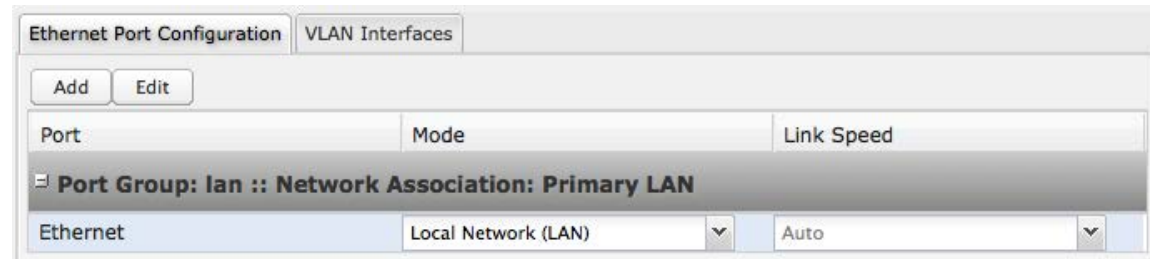 Ethernet Port Configuration VLAN Interfaces
Add Edit
Port Mode Link Speed
Port Group: lan :: Network Association: Primary LAN
Ethernet Local Network (LAN) Auto